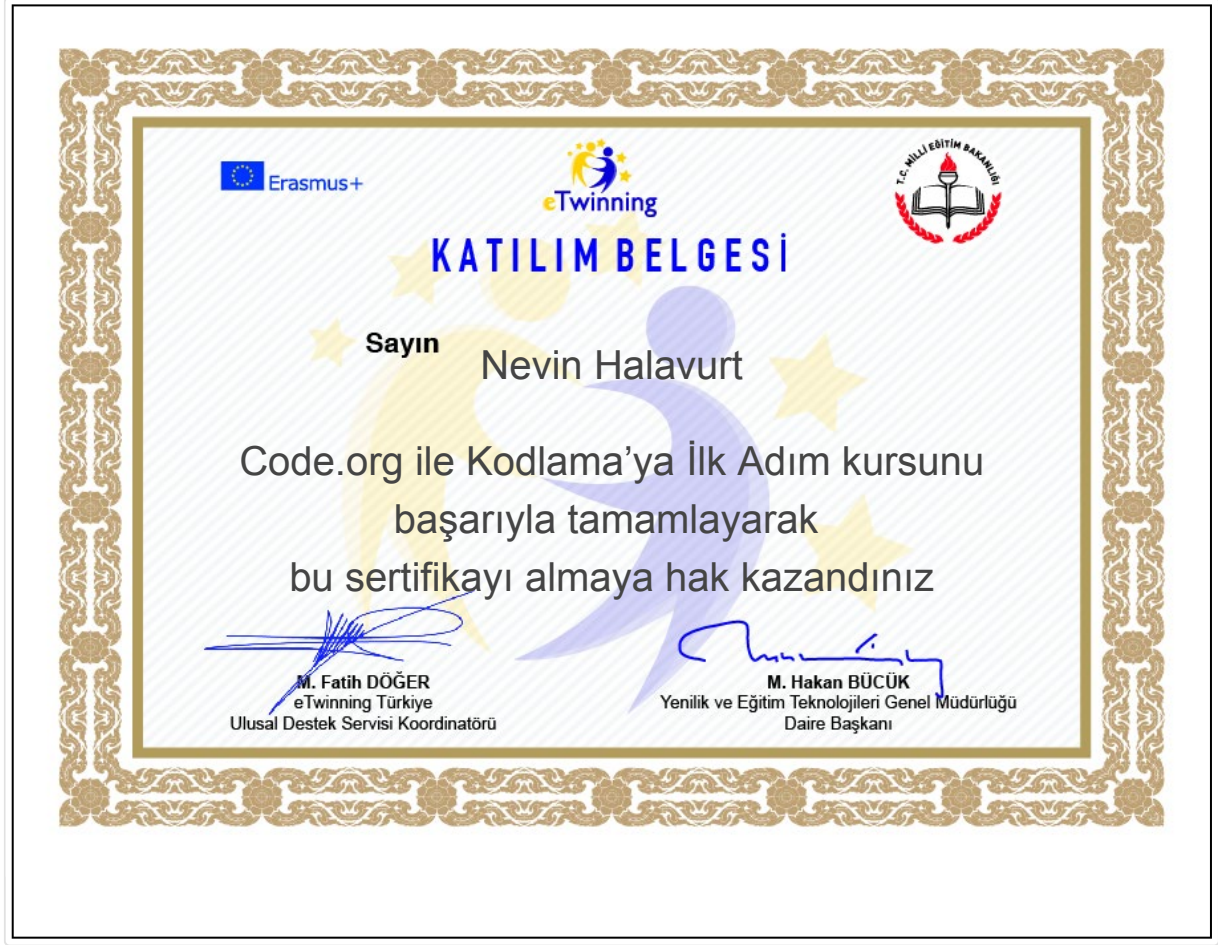 Erasmus+
eTwinning
T.C. MİLLİ EĞİTİM BAKANLIĞI
KATILIM BELGESİ
Sayın
Nevin Halavurt
Code.org ile Kodlama’ya İlk Adım kursunu
başarıyla tamamlayarak
bu sertifikayı almaya hak kazandınız
M. Fatih DÖĞER
eTwinning Türkiye
Ulusal Destek Servisi Koordinatörü
M. Hakan BÜCÜK
Yenilik ve Eğitim Teknolojileri Genel Müdürlüğü
Daire Başkanı